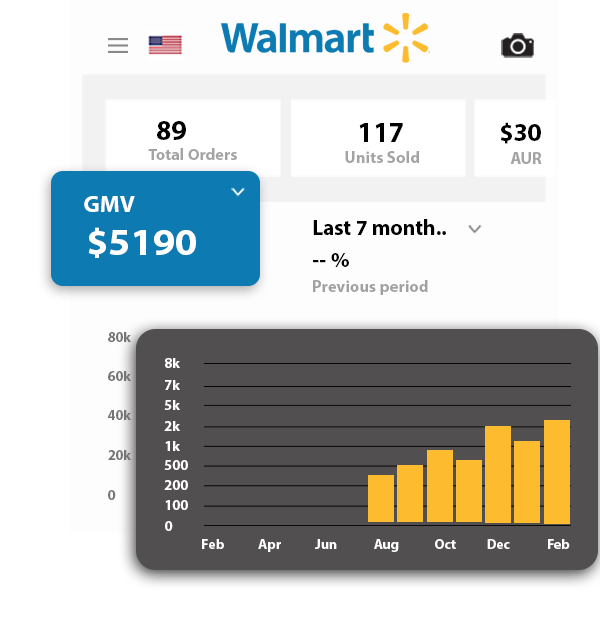 Walmart
89
Total Orders
117
Units Sold
$30
AUR
GMV
$5190
Last 7 month..
-- %
Previous period
80k
60k
40k
20k
0
8k
7k
5k
2k
1k
500
200
100
0
Feb Apr Jun Aug Oct Dec Feb